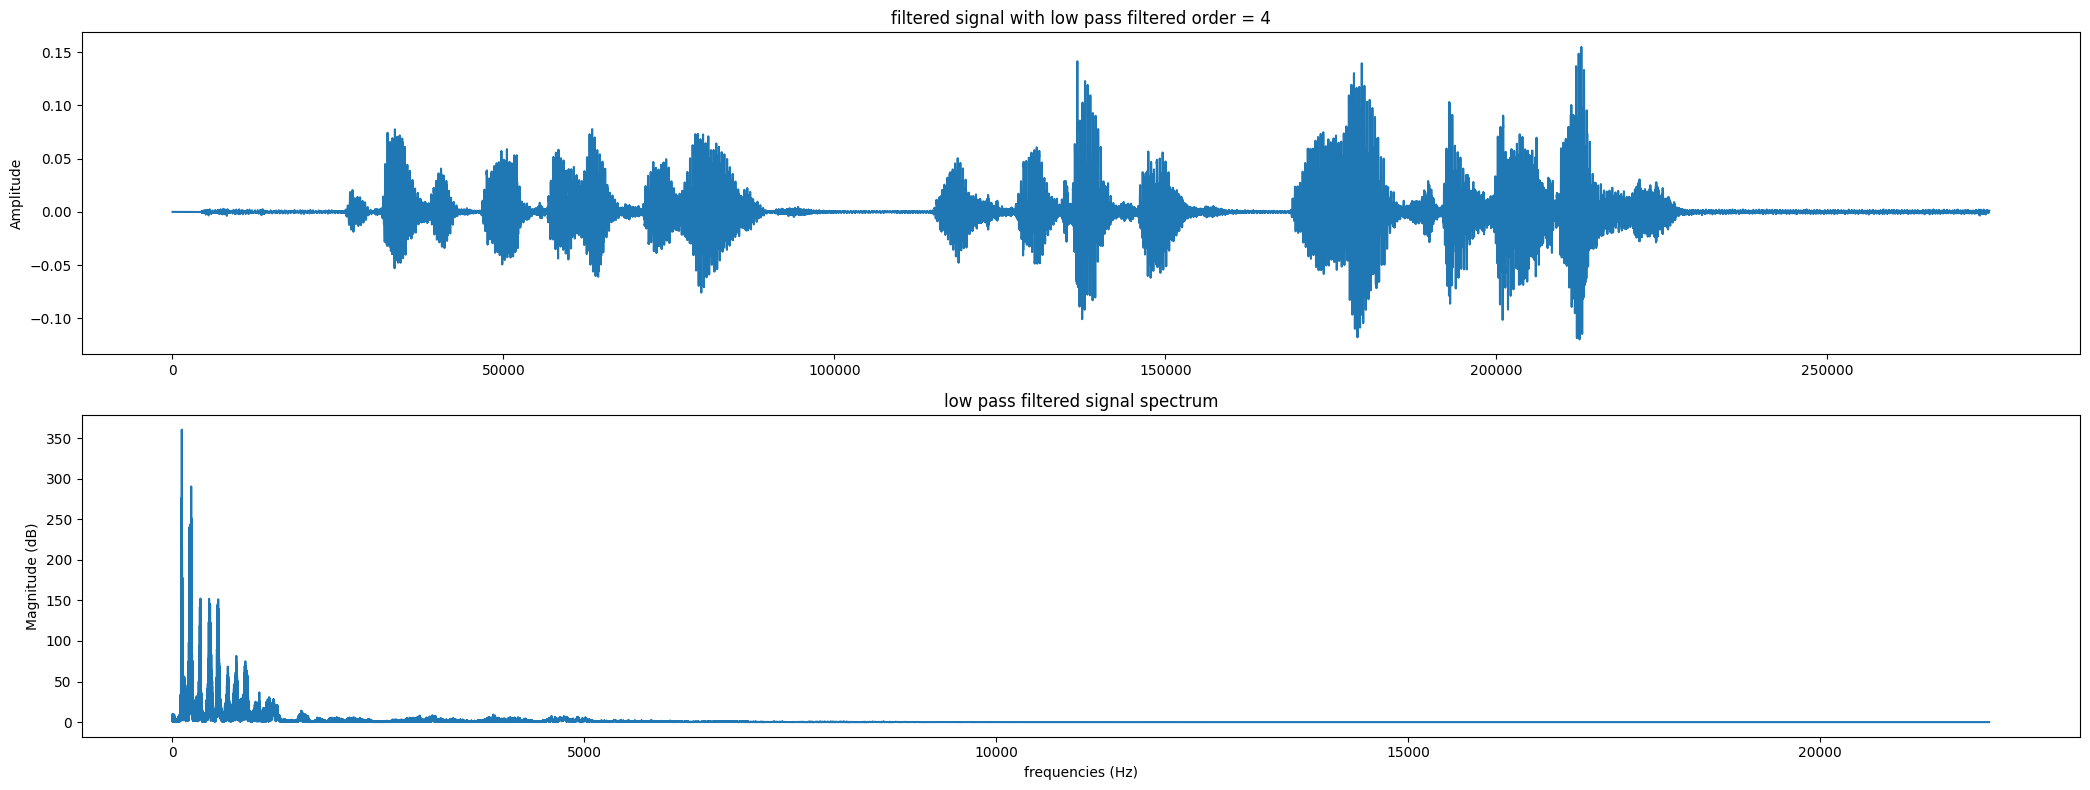 filtered signal with low pass filtered order = 4
Amplitude
0.15
0.10
0.05
0.00
−0.05
−0.10
0 50000 100000 150000 200000 250000
low pass filtered signal spectrum
Magnitude (dB)
350
300
250
200
150
100
50
0
0 5000 10000 15000 20000
frequencies (Hz)